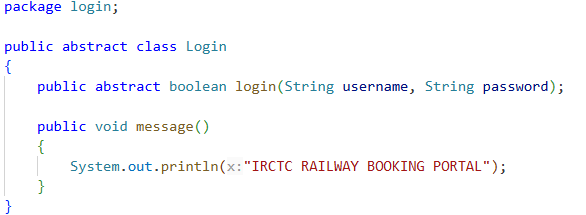 package login;
public abstract class Login
{
public abstract boolean login(String username, String password);
public void message()
{
System.out.println(x:"IRCTC RAILWAY BOOKING PORTAL");
}
}